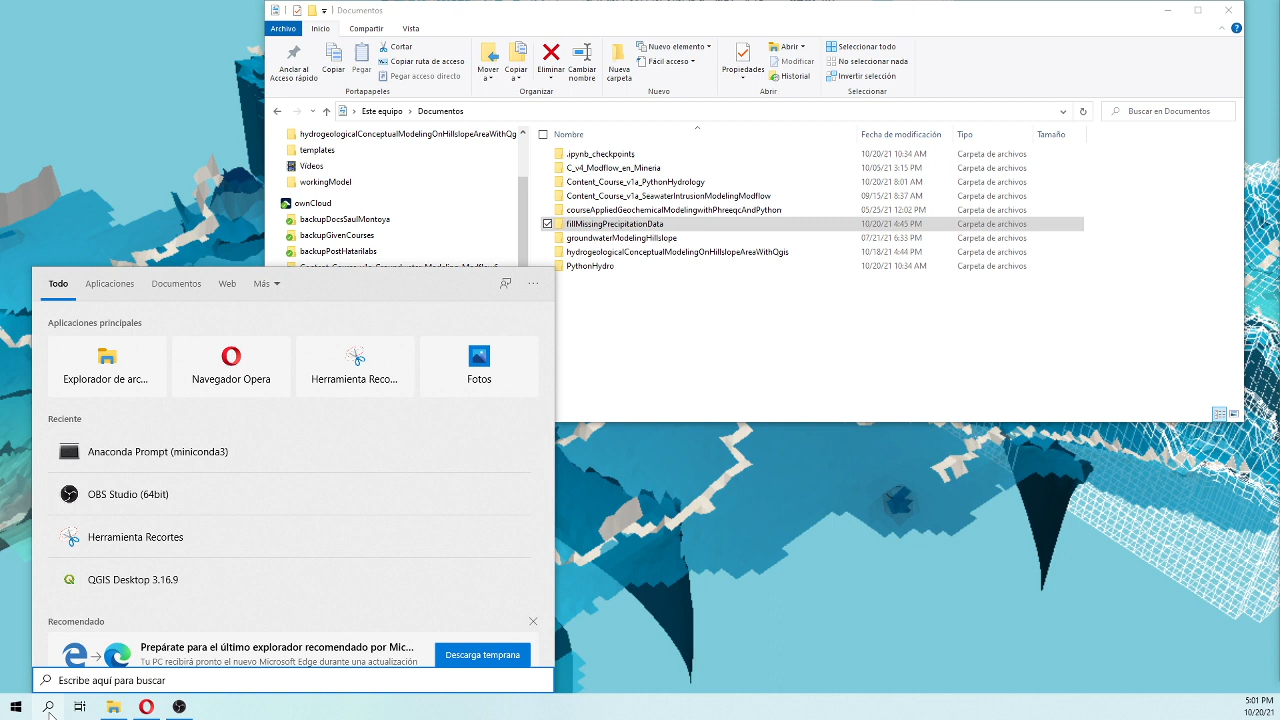 Documentos
Archivo Inicio Compartir Vista
Anclar al Acceso rápido
Copiar
Pegar
Cortar
Copiar ruta de acceso
Pegar acceso directo
Portapapeles
Mover a
Copiar a
Eliminar
Cambiar nombre
Organizar
Nueva carpeta
Nuevo elemento
Fácil acceso
Nuevo
Propiedades
Abrir
Modificar
Historial
Abrir
Seleccionar todo
No seleccionar nada
Invertir selección
Seleccionar
Este equipo > Documentos
Buscar en Documentos
hydrogeologicalConceptualModelingOnHillslopeAreaWithQg
templates
Vídeos
workingModel
ownCloud
backupDocsSaulMontoya
backupGivenCourses
backupPostHatarilabs
Content_Course_v1a_Groundwater_Modeling_Modflow6
Nombre Fecha de modificación Tipo Tamaño
.ipynb_checkpoints 10/20/21 10:34 AM Carpeta de archivos
C_v4_Modflow_en_Mineria 10/05/21 3:15 PM Carpeta de archivos
Content_Course_v1a_PythonHydrology 10/20/21 8:01 AM Carpeta de archivos
Content_Course_v1a_SeawaterIntrusionModelingModflow 09/15/21 8:37 AM Carpeta de archivos
courseAppliedGeochemicalModelingwithPhreeqcAndPython 05/25/21 12:02 PM Carpeta de archivos
fillMissingPrecipitationData 10/20/21 4:45 PM Carpeta de archivos
groundwaterModelingHillslope 07/21/21 6:33 PM Carpeta de archivos
hydrogeologicalConceptualModelingOnHillslopeAreaWithQgis 10/18/21 4:44 PM Carpeta de archivos
PythonHydro 10/20/21 10:34 AM Carpeta de archivos
Todo Aplicaciones Documentos Web Más
Aplicaciones principales
Explorador de arc...
Navegador Opera
Herramienta Reco...
Fotos
Reciente
Anaconda Prompt (miniconda3)
OBS Studio (64bit)
Herramienta Recortes
QGIS Desktop 3.16.9
Recomendado
Prepárate para el último explorador recomendado por Mic...
Tu PC recibirá pronto el nuevo Microsoft Edge durante una actualización
Descarga temprana
Escribe aquí para buscar
5:01 PM
10/20/21